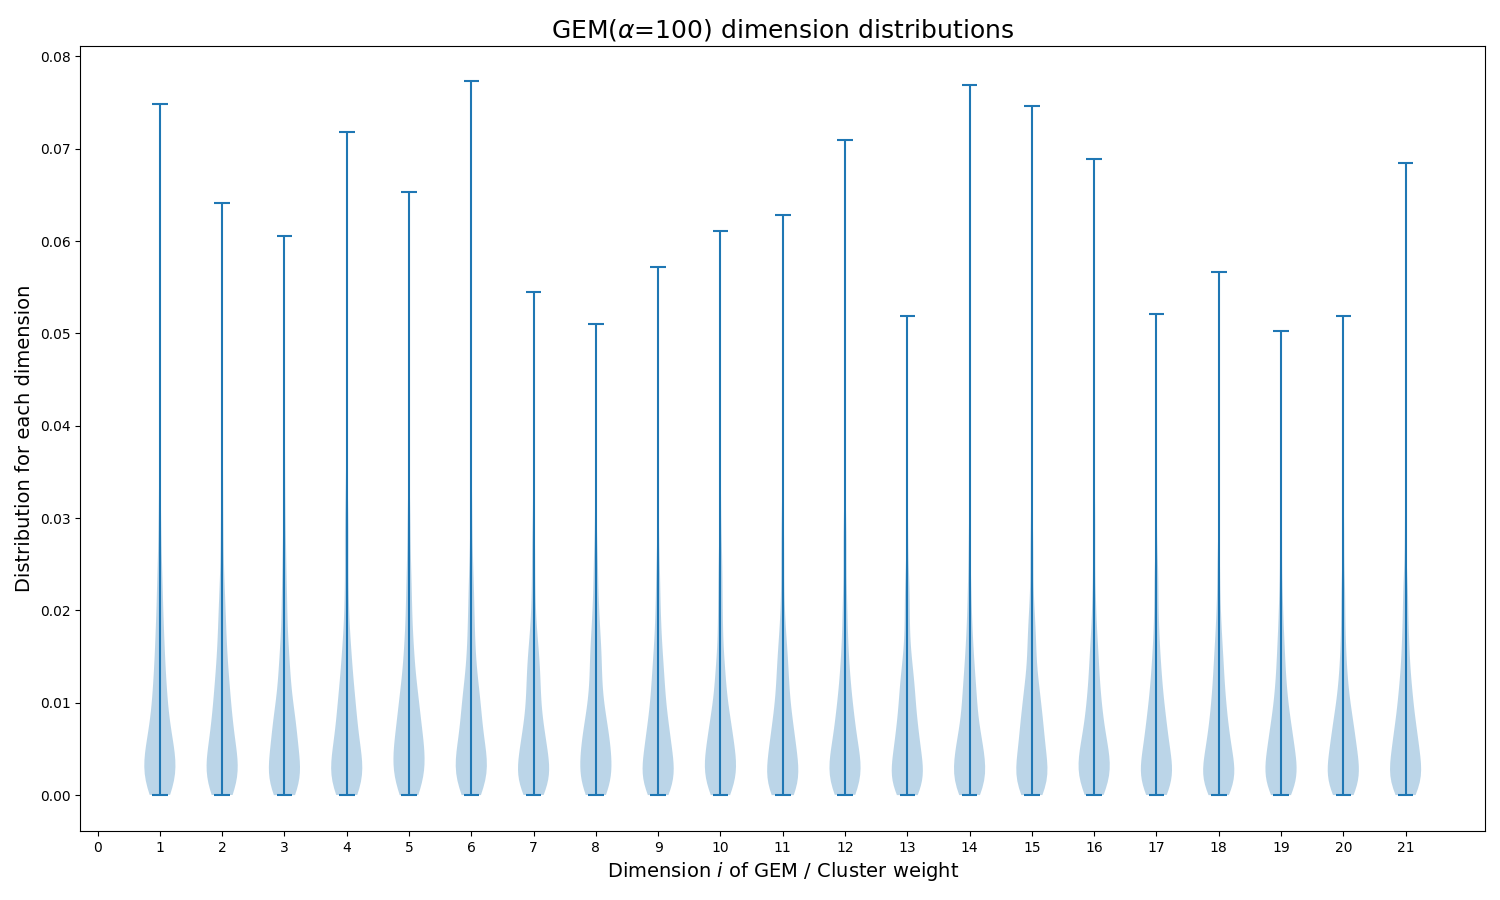 GEM(α=100) dimension distributions
Distribution for each dimension
0.08
0.07
0.06
0.05
0.04
0.03
0.02
0.01
0.00
0 1 2 3 4 5 6 7 8 9 10 11 12 13 14 15 16 17 18 19 20 21
Dimension i of GEM / Cluster weight